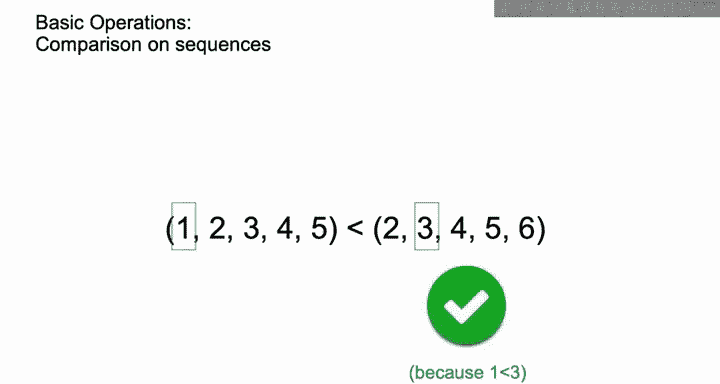 Basic Operations:
Comparison on sequences
(1, 2, 3, 4, 5) < (2, 3, 4, 5, 6)
(because 1<3)